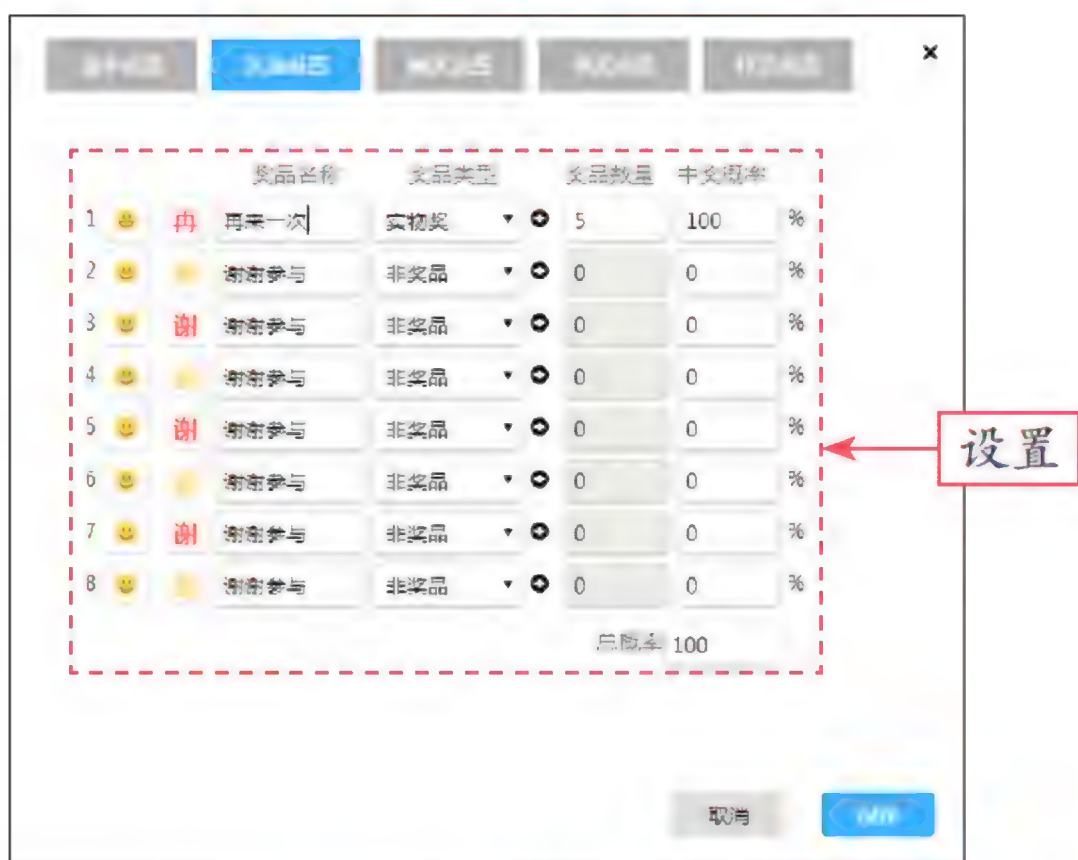 ×
奖品名称 奖品类型 奖品数量 中奖概率
1 再 再来一次 实物奖 5 100 %
2 谢谢参与 非奖品 0 0 %
3 谢 谢谢参与 非奖品 0 0 %
4 谢谢参与 非奖品 0 0 %
5 谢 谢谢参与 非奖品 0 0 %
6 谢谢参与 非奖品 0 0 %
7 谢 谢谢参与 非奖品 0 0 %
8 谢谢参与 非奖品 0 0 %
总概率 100
设置
取消